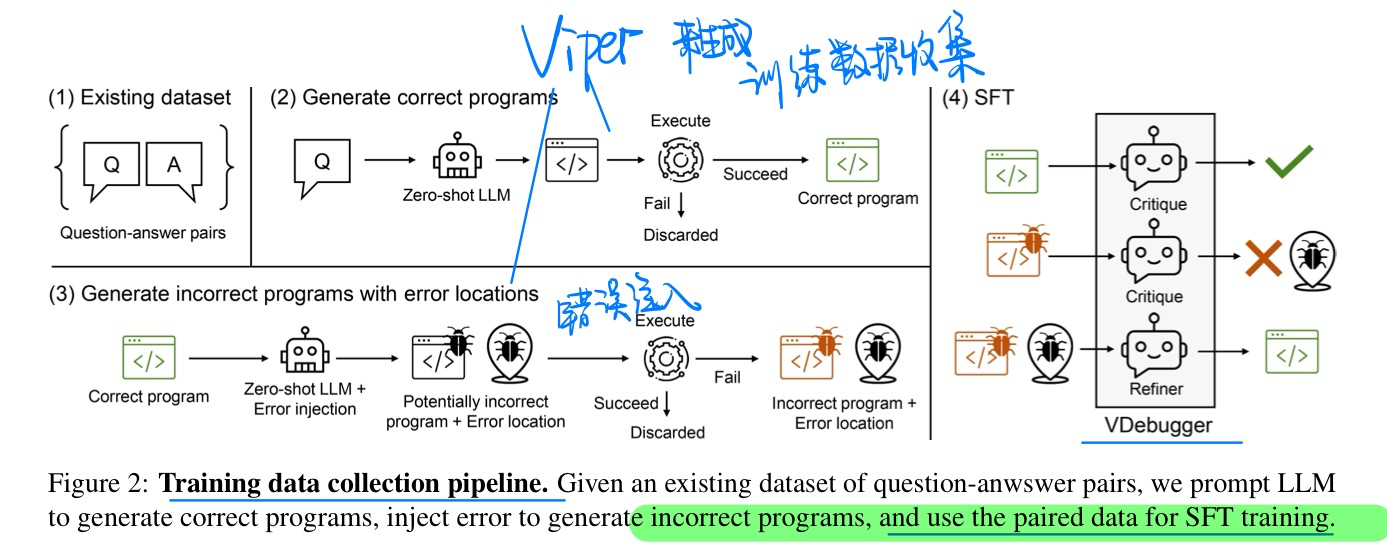 Viper 来生成
训练数据收集
(1) Existing dataset
Q
A
Question-answer pairs
(2) Generate correct programs
Q
Zero-shot LLM
</>
Execute
Succeed
Fail
Discarded
</>
Correct program
(3) Generate incorrect programs with error locations
错误注入
</>
Correct program
Zero-shot LLM +
Error injection
</>
Potentially incorrect
program + Error location
Execute
Fail
Succeed
Discarded
</>
Incorrect program +
Error location
(4) SFT
</>
Critique
</>
Critique
</>
Refiner
</>
VDebugger
Figure 2: Training data collection pipeline. Given an existing dataset of question-anwswer pairs, we prompt LLM
to generate correct programs, inject error to generate incorrect programs, and use the paired data for SFT training.